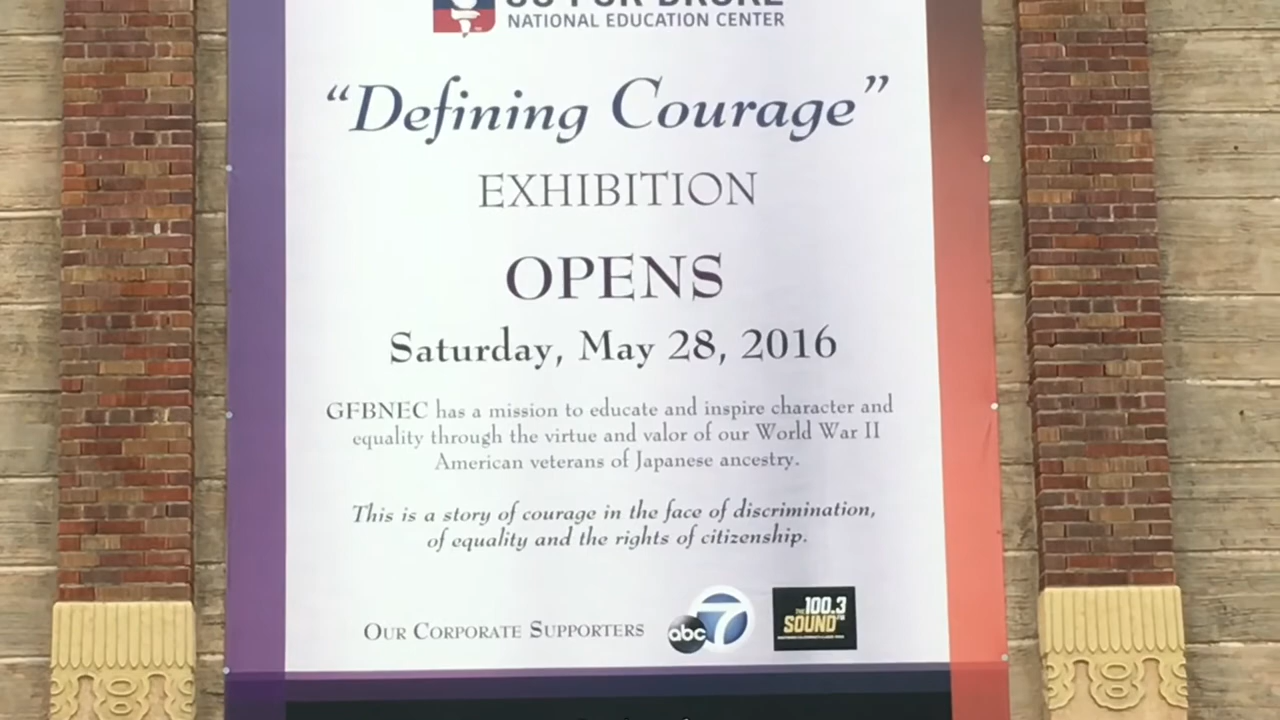 NATIONAL EDUCATION CENTER
“Defining Courage”
EXHIBITION
OPENS
Saturday, May 28, 2016
GFBNEC has a mission to educate and inspire character and
equality through the virtue and valor of our World War II
American veterans of Japanese ancestry.
This is a story of courage in the face of discrimination,
of equality and the rights of citizenship.
OUR CORPORATE SUPPORTERS
abc 7
THE 100.3
SOUND FM